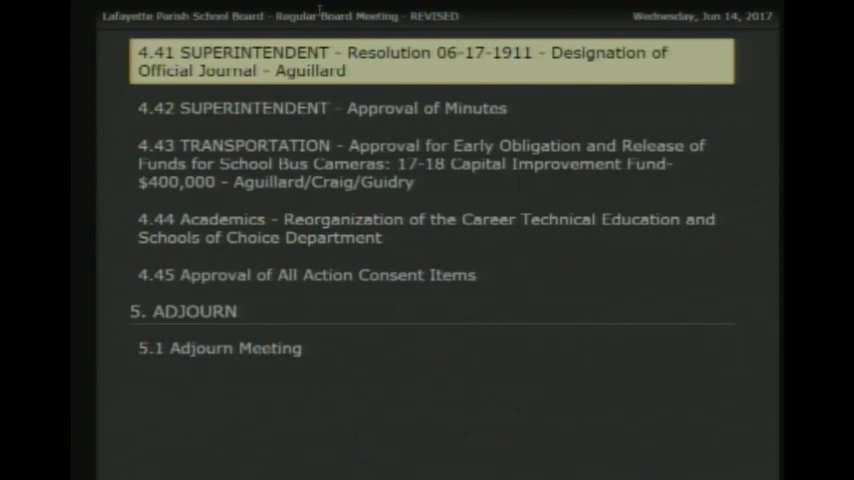 Lafayette Parish School Board - Regular Board Meeting - REVISED
Wednesday, Jun 14, 2017
4.41 SUPERINTENDENT - Resolution 06-17-1911 - Designation of
Official Journal - Aguillard
4.42 SUPERINTENDENT - Approval of Minutes
4.43 TRANSPORTATION - Approval for Early Obligation and Release of
Funds for School Bus Cameras: 17-18 Capital Improvement Fund-
$400,000 - Aguillard/Craig/Guidry
4.44 Academics - Reorganization of the Career Technical Education and
Schools of Choice Department
4.45 Approval of All Action Consent Items
5. ADJOURN
5.1 Adjourn Meeting